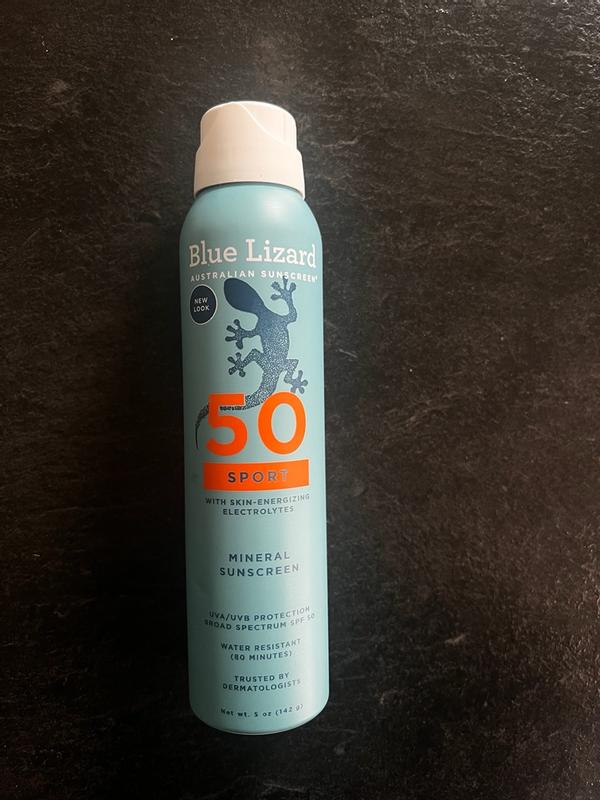 Blue Lizard
AUSTRALIAN SUNSCREEN®
NEW
LOOK
50
SPORT
WITH SKIN-ENERGIZING
ELECTROLYTES
MINERAL
SUNSCREEN
UVA/UVB PROTECTION
BROAD SPECTRUM SPF 50
WATER RESISTANT
(80 MINUTES)
TRUSTED BY
DERMATOLOGISTS
Net wt. 5 oz (142 g)